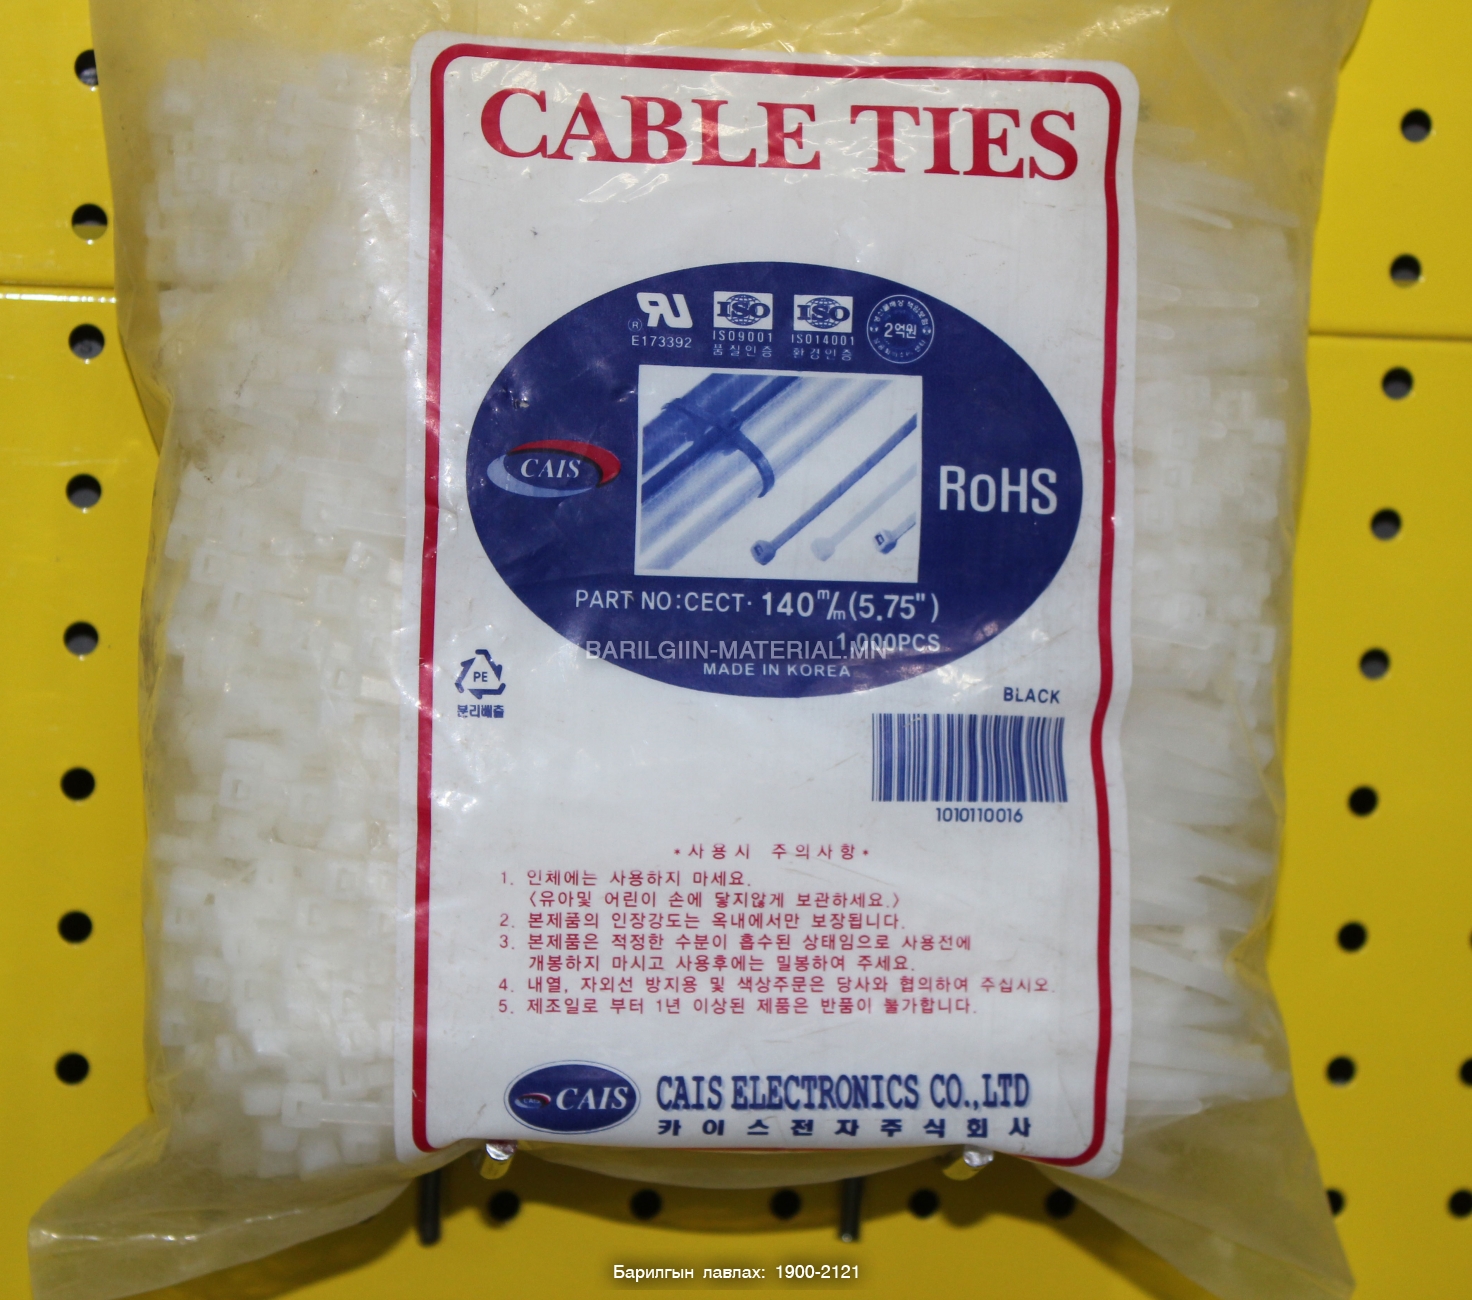 CABLE TIES
UR ® E173392
ISO ISO9001 품질인증
ISO ISO14001 환경인증
2억원
CAIS
RoHS
PART NO:CECT· 140 m/m (5.75")
1,000PCS
BARILGIIN-MATERIAL.MN
MADE IN KOREA
PE
분리배출
BLACK
1010110016
*사용시 주의사항*
1. 인체에는 사용하지 마세요.
〈유아및 어린이 손에 닿지않게 보관하세요.〉
2. 본제품의 인장강도는 옥내에서만 보장됩니다.
3. 본제품은 적정한 수분이 흡수된 상태임으로 사용전에
개봉하지 마시고 사용후에는 밀봉하여 주세요.
4. 내열, 자외선 방지용 및 색상주문은 당사와 협의하여 주십시오.
5. 제조일로 부터 1년 이상된 제품은 반품이 불가합니다.
CAIS CAIS ELECTRONICS CO.,LTD
카이스전자주식회사
Барилгын лавлах: 1900-2121